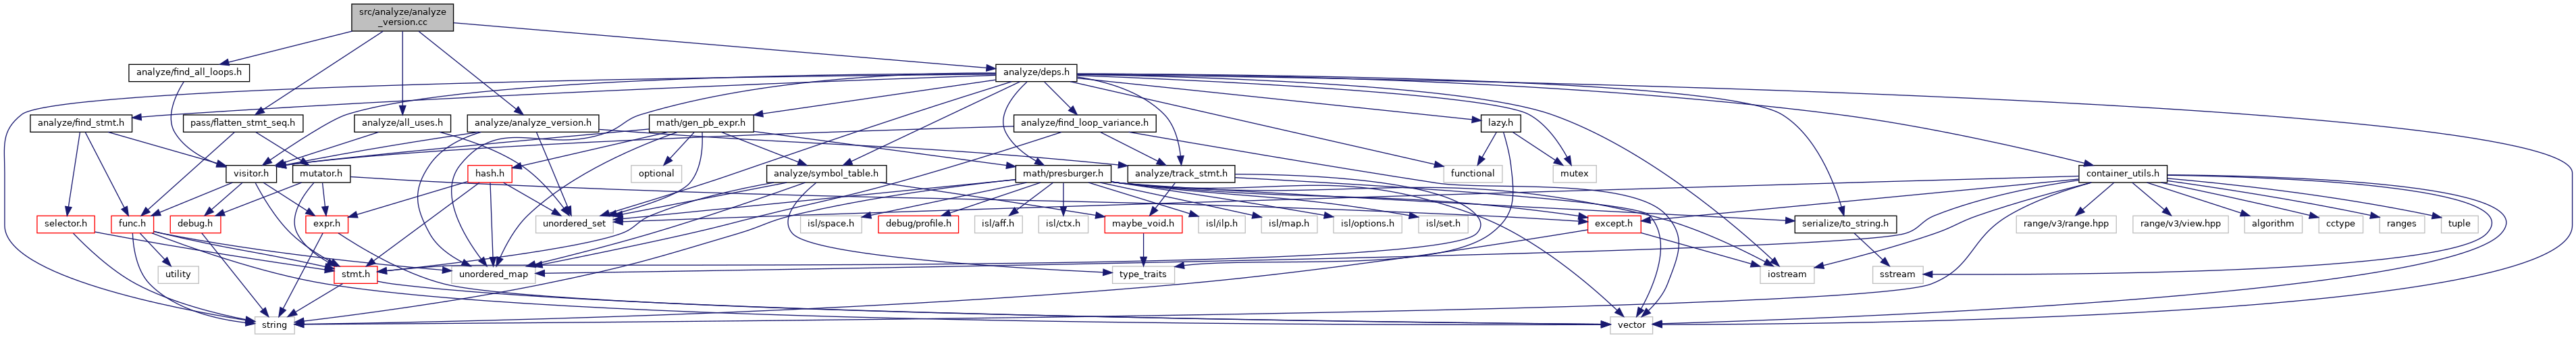 src/analyze/analyze
_version.cc
analyze/find_all_loops.h
analyze/deps.h
analyze/find_stmt.h
pass/flatten_stmt_seq.h
analyze/all_uses.h
analyze/analyze_version.h
math/gen_pb_expr.h
analyze/find_loop_variance.h
lazy.h
visitor.h
mutator.h
hash.h
optional
analyze/symbol_table.h
math/presburger.h
analyze/track_stmt.h
functional
mutex
container_utils.h
selector.h
func.h
debug.h
expr.h
unordered_set
isl/space.h
debug/profile.h
isl/aff.h
isl/ctx.h
maybe_void.h
isl/ilp.h
isl/map.h
isl/options.h
isl/set.h
except.h
serialize/to_string.h
range/v3/range.hpp
range/v3/view.hpp
algorithm
cctype
ranges
tuple
utility
stmt.h
unordered_map
type_traits
iostream
sstream
string
vector